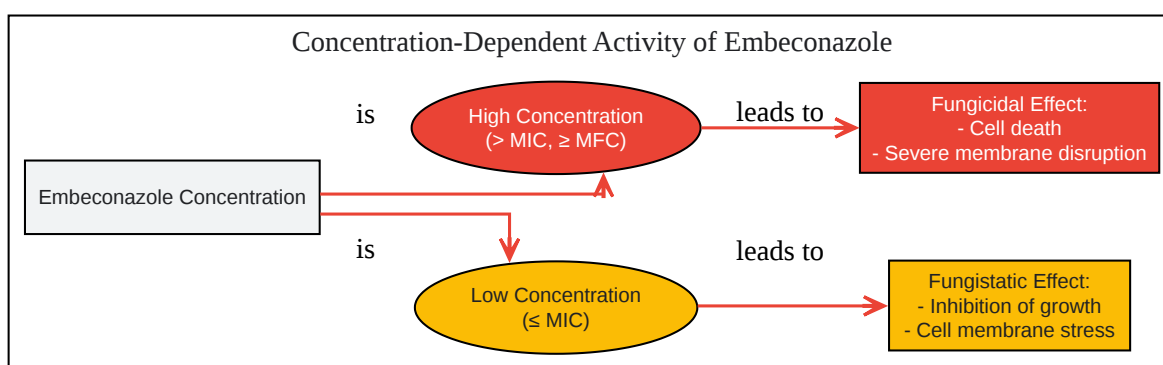 Concentration-Dependent Activity of Embeconazole
is
High Concentration
(> MIC, ≥ MFC)
leads to
Fungicidal Effect:
- Cell death
- Severe membrane disruption
Embeconazole Concentration
is
Low Concentration
(≤ MIC)
leads to
Fungistatic Effect:
- Inhibition of growth
- Cell membrane stress